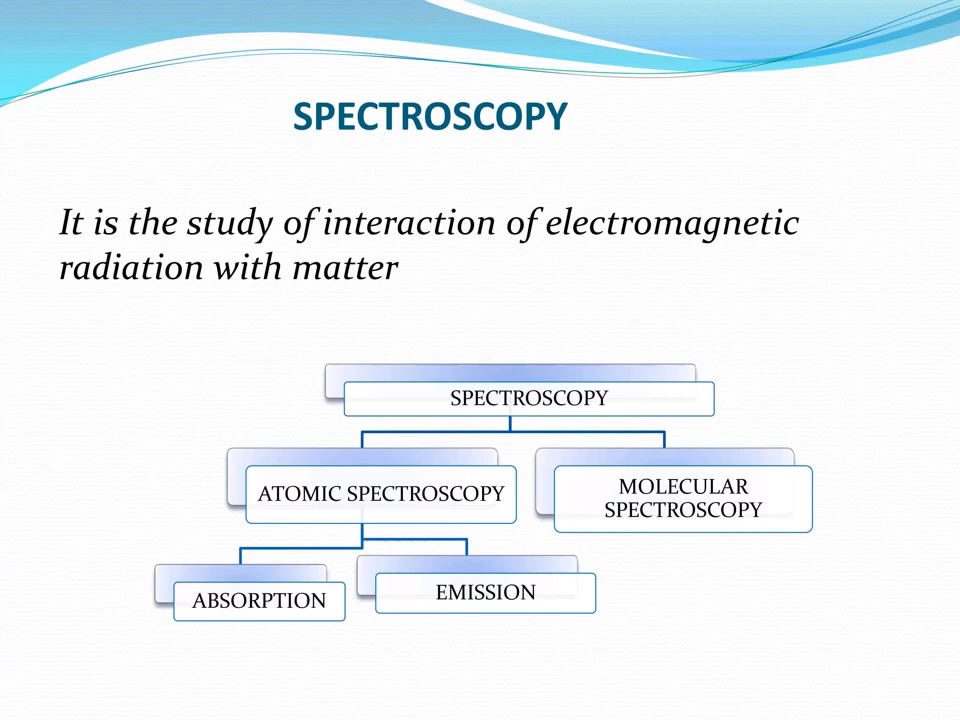 SPECTROSCOPY
It is the study of interaction of electromagnetic
radiation with matter
SPECTROSCOPY
ATOMIC SPECTROSCOPY
MOLECULAR
SPECTROSCOPY
ABSORPTION
EMISSION